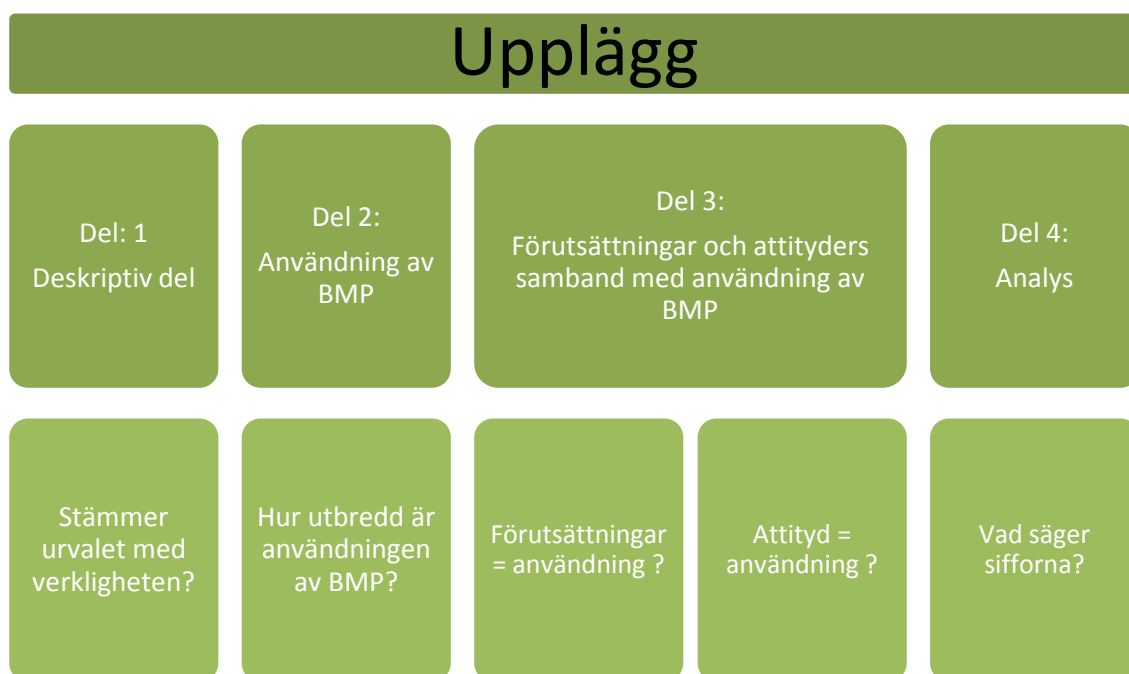 Upplägg
Del: 1
Deskriptiv del
Del 2:
Användning av
BMP
Del 3:
Förutsättningar och attityders
samband med användning av
BMP
Del 4:
Analys
Stämmer
urvalet med
verkligheten?
Hur utbredd är
användningen
av BMP?
Förutsättningar
= användning ?
Attityd =
användning ?
Vad säger
sifforna?